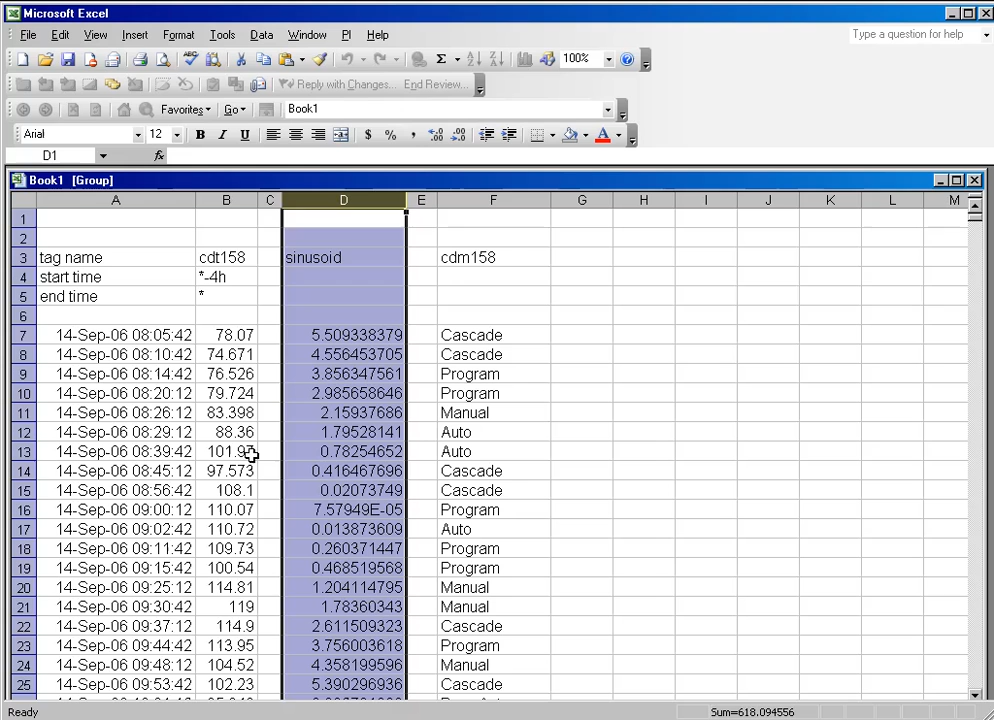 Microsoft Excel
File Edit View Insert Format Tools Data Window PI Help Type a question for help
100%
Reply with Changes... End Review...
Favorites Go Book1
Arial 12 B I U $ % ,
D1 fx
Book1 [Group]
A B C D E F G H I J K L M
1
2
3 tag name cdt158 sinusoid cdm158
4 start time *-4h
5 end time *
6
7 14-Sep-06 08:05:42 78.07 5.509338379 Cascade
8 14-Sep-06 08:10:42 74.671 4.556453705 Cascade
9 14-Sep-06 08:14:42 76.526 3.856347561 Program
10 14-Sep-06 08:20:12 79.724 2.985658646 Program
11 14-Sep-06 08:26:12 83.398 2.15937686 Manual
12 14-Sep-06 08:29:12 88.36 1.79528141 Auto
13 14-Sep-06 08:39:42 101.97 0.78254652 Auto
14 14-Sep-06 08:45:12 97.573 0.416467696 Cascade
15 14-Sep-06 08:56:42 108.1 0.02073749 Cascade
16 14-Sep-06 09:00:12 110.07 7.57949E-05 Program
17 14-Sep-06 09:02:42 110.72 0.013873609 Auto
18 14-Sep-06 09:11:42 109.73 0.260371447 Program
19 14-Sep-06 09:15:42 100.54 0.468519568 Program
20 14-Sep-06 09:25:12 114.81 1.204114795 Manual
21 14-Sep-06 09:30:42 119 1.78360343 Manual
22 14-Sep-06 09:37:12 114.9 2.611509323 Cascade
23 14-Sep-06 09:44:42 113.95 3.756003618 Program
24 14-Sep-06 09:48:12 104.52 4.358199596 Manual
25 14-Sep-06 09:53:42 102.23 5.390296936 Cascade
Ready Sum=618.094556